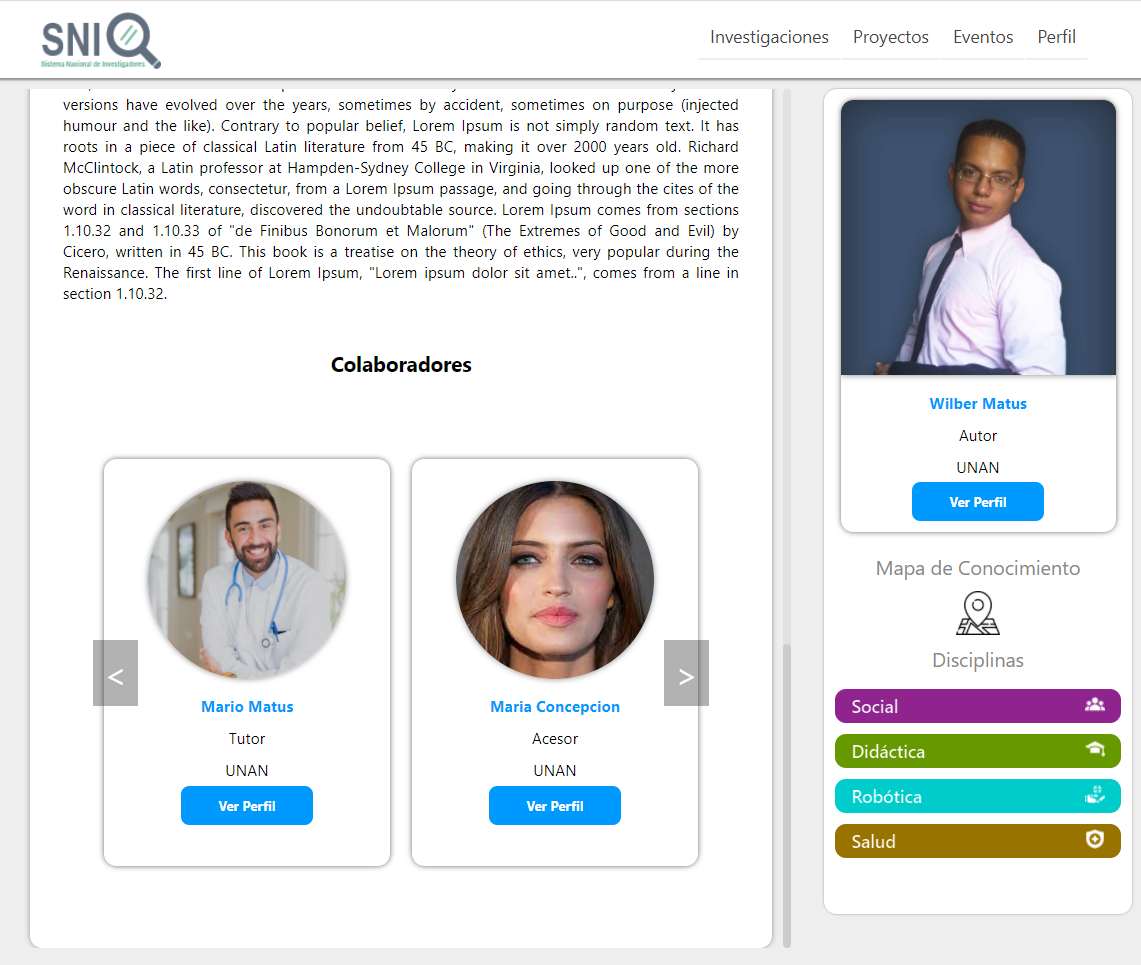 SNI
Sistema Nanional de Investigadores
Investigaciones
Proyectos
Eventos
Perfil
versions have evolved over the years, sometimes by accident, sometimes on purpose (injected
humour and the like). Contrary to popular belief, Lorem Ipsum is not simply random text. It has
roots in a piece of classical Latin literature from 45 BC, making it over 2000 years old. Richard
McClintock, a Latin professor at Hampden-Sydney College in Virginia, looked up one of the more
obscure Latin words, consectetur, from a Lorem Ipsum passage, and going through the cites of the
word in classical literature, discovered the undoubtable source. Lorem Ipsum comes from sections
1.10.32 and 1.10.33 of "de Finibus Bonorum et Malorum" (The Extremes of Good and Evil) by
Cicero, written in 45 BC. This book is a treatise on the theory of ethics, very popular during the
Renaissance. The first line of Lorem Ipsum, "Lorem ipsum dolor sit amet..", comes from a line in
section 1.10.32.
Colaboradores
<
Mario Matus
Tutor
UNAN
Ver Perfil
Maria Concepcion
Acesor
UNAN
Ver Perfil
>
Wilber Matus
Autor
UNAN
Ver Perfil
Mapa de Conocimiento
Disciplinas
Social
Didáctica
Robótica
Salud